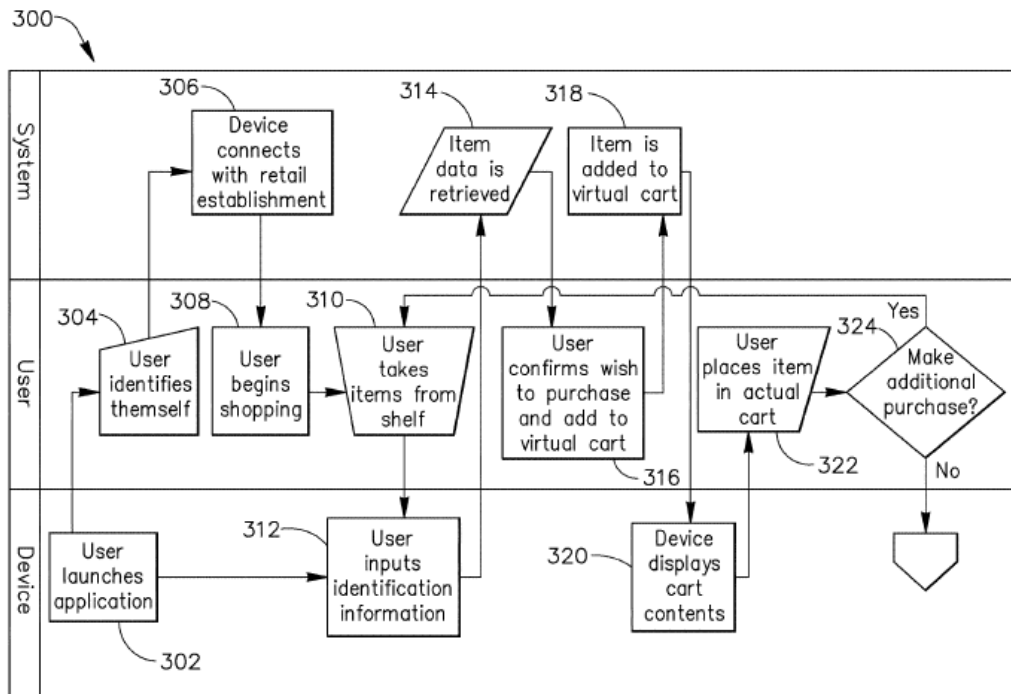 300
System
306
Device
connects
with retail
establishment
314
Item
data is
retrieved
318
Item is
added to
virtual cart
User
304
User
identifies
themself
308
User
begins
shopping
310
User
takes
items from
shelf
User
confirms wish
to purchase
and add to
virtual cart
316
User
places item
in actual
cart
322
324
Make
additional
purchase?
Yes
No
Device
User
launches
application
302
312
User
inputs
identification
information
320
Device
displays
cart
contents